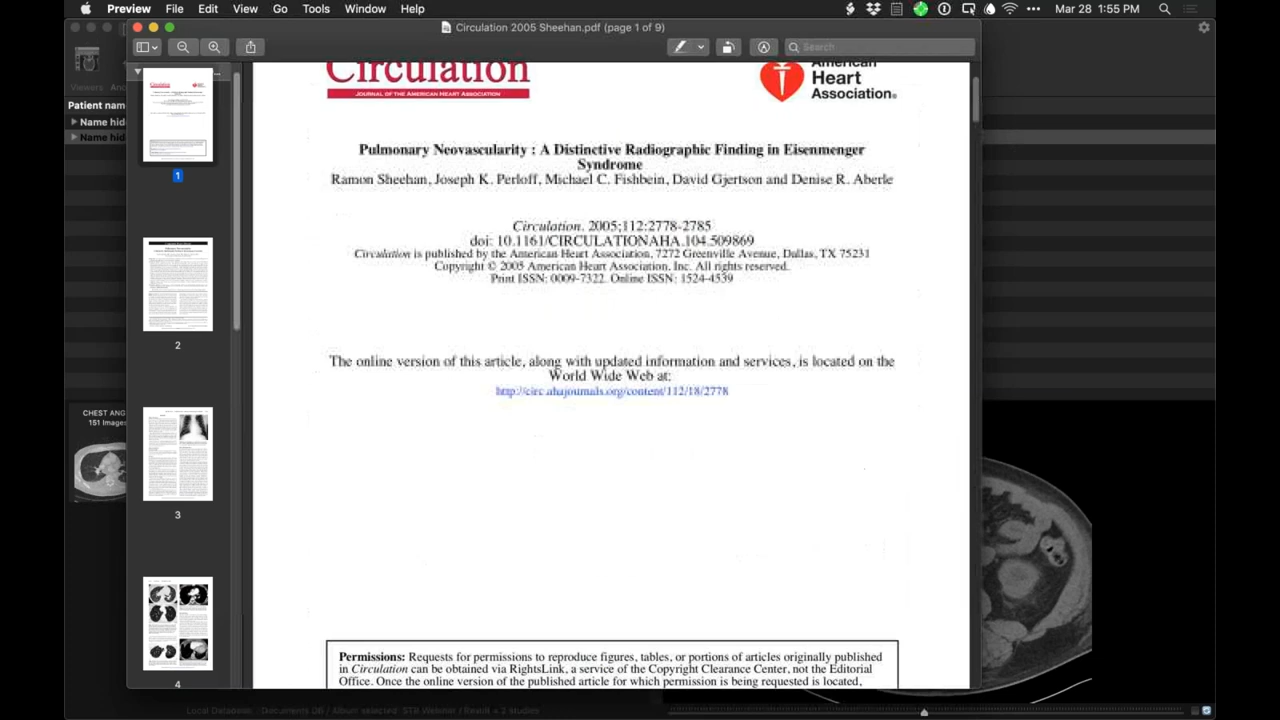 Preview File Edit View Go Tools Window Help Mar 28 1:55 PM
Circulation 2005 Sheehan.pdf (page 1 of 9)
Search
Viewers
Patient nam
Name hid
Name hid
CHEST ANG
151 Images
1
2
3
4
Circulation
JOURNAL OF THE AMERICAN HEART ASSOCIATION
American
Heart
Association®
Pulmonary Neovascularity : A Distinctive Radiographic Finding in Eisenmenger
Syndrome
Ramon Sheehan, Joseph K. Perloff, Michael C. Fishbein, David Gjertson and Denise R. Aberle
Circulation. 2005;112:2778-2785
doi: 10.1161/CIRCULATIONAHA.104.509869
Circulation is published by the American Heart Association, 7272 Greenville Avenue, Dallas, TX 75231
Copyright © 2005 American Heart Association, Inc. All rights reserved.
Print ISSN: 0009-7322. Online ISSN: 1524-4539
The online version of this article, along with updated information and services, is located on the
World Wide Web at:
http://circ.ahajournals.org/content/112/18/2778
Permissions: Requests for permissions to reproduce figures, tables, or portions of articles originally published
in Circulation can be obtained via RightsLink, a service of the Copyright Clearance Center, not the Editorial
Office. Once the online version of the published article for which permission is being requested is located,